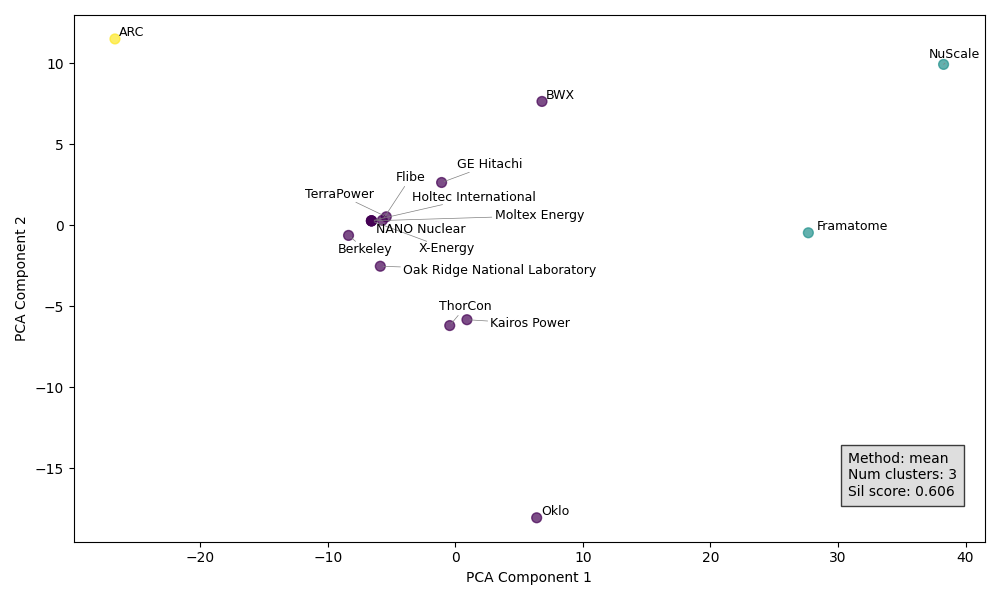 ARC
NuScale
BWX
GE Hitachi
Flibe
TerraPower
Holtec International
Moltex Energy
NANO Nuclear
Framatome
Berkeley
X-Energy
Oak Ridge National Laboratory
ThorCon
Kairos Power
Oklo
Method: mean
Num clusters: 3
Sil score: 0.606
10
5
0
−5
−10
−15
PCA Component 2
−20
−10
0
10
20
30
40
PCA Component 1